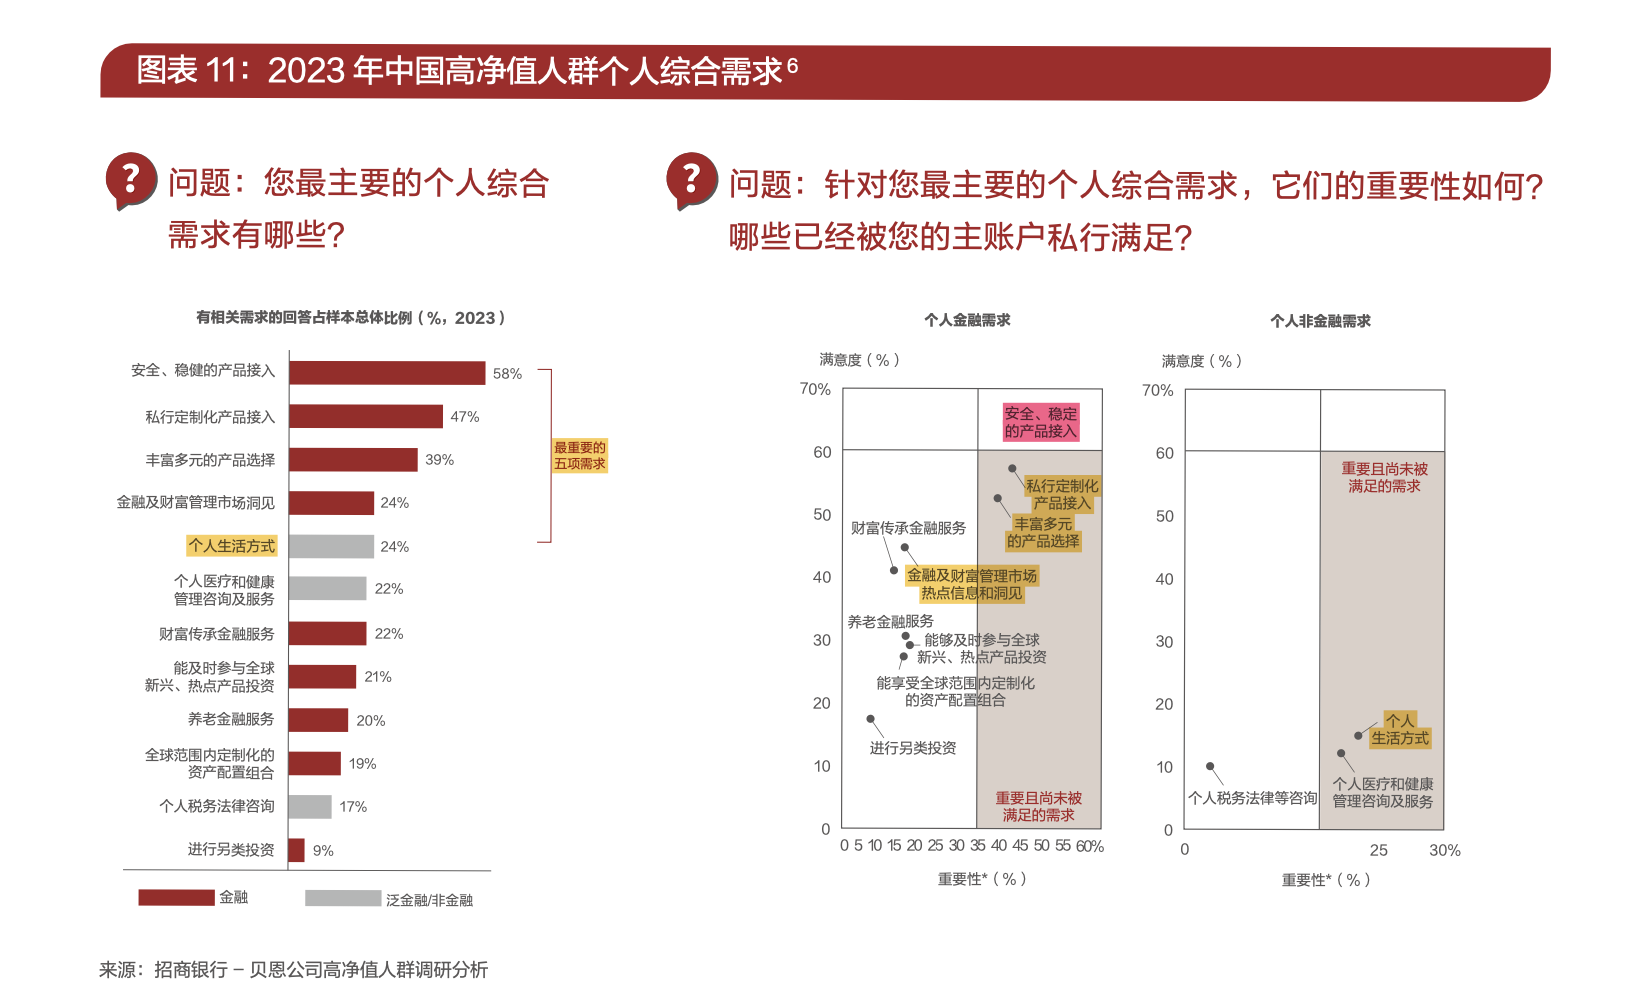 图表 11：2023 年中国高净值人群个人综合需求6
?
问题：您最主要的个人综合
需求有哪些?
有相关需求的回答占样本总体比例（%，2023）
安全、稳健的产品接入
58%
私行定制化产品接入
47%
丰富多元的产品选择
39%
金融及财富管理市场洞见
24%
个人生活方式
24%
个人医疗和健康
管理咨询及服务
22%
财富传承金融服务
22%
能及时参与全球
新兴、热点产品投资
21%
养老金融服务
20%
全球范围内定制化的
资产配置组合
19%
个人税务法律咨询
17%
进行另类投资
9%
最重要的
五项需求
金融
泛金融/非金融
?
问题：针对您最主要的个人综合需求，它们的重要性如何?
哪些已经被您的主账户私行满足?
个人金融需求
满意度（%）
70%
60
50
40
30
20
10
0
安全、稳定
的产品接入
私行定制化
产品接入
丰富多元
的产品选择
财富传承金融服务
金融及财富管理市场
热点信息和洞见
养老金融服务
能够及时参与全球
新兴、热点产品投资
能享受全球范围内定制化
的资产配置组合
进行另类投资
重要且尚未被
满足的需求
0 5 10 15 20 25 30 35 40 45 50 55 60%
重要性*（%）
个人非金融需求
满意度（%）
70%
60
50
40
30
20
10
0
重要且尚未被
满足的需求
个人
生活方式
个人医疗和健康
管理咨询及服务
个人税务法律等咨询
0 25 30%
重要性*（%）
来源：招商银行 – 贝恩公司高净值人群调研分析